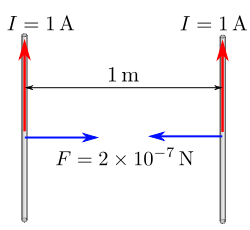 I = 1 A I = 1 A
1 m
F = 2 × 10⁻⁷ N